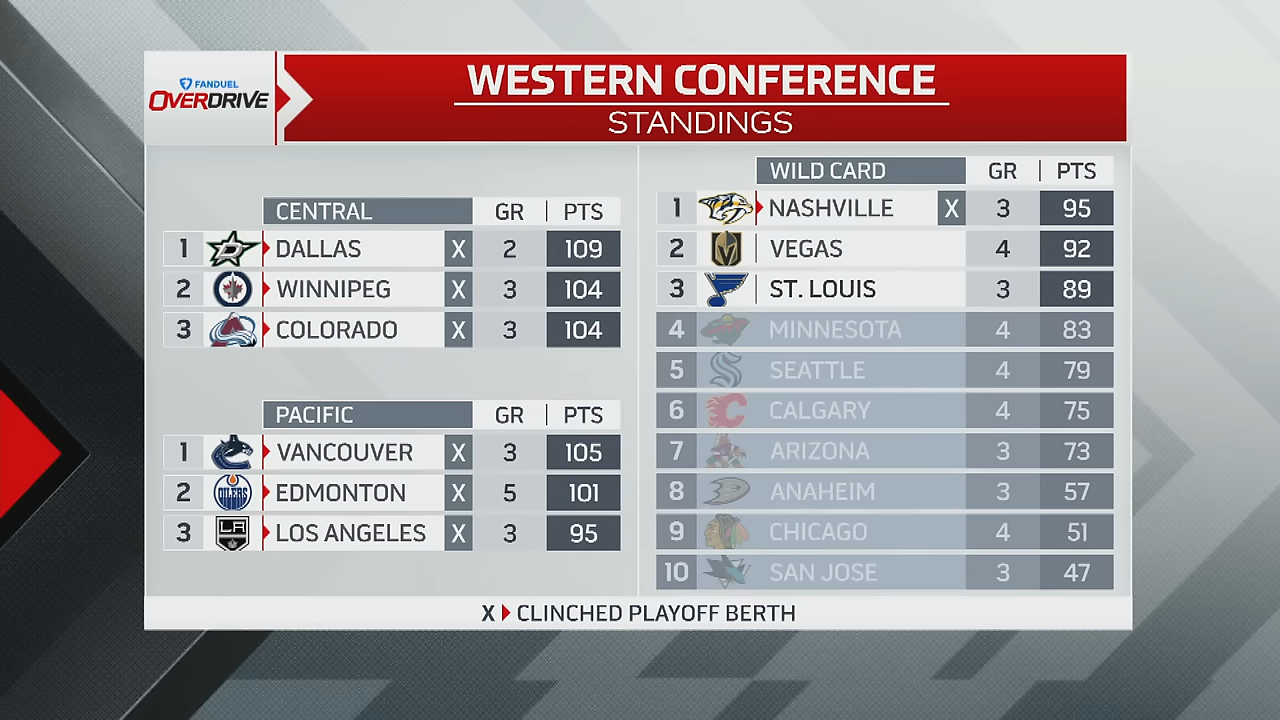 FANDUEL
OVERDRIVE
WESTERN CONFERENCE
STANDINGS
CENTRAL GR PTS
1 DALLAS X 2 109
2 WINNIPEG X 3 104
3 COLORADO X 3 104
PACIFIC GR PTS
1 VANCOUVER X 3 105
2 EDMONTON X 5 101
OILERS
3 LOS ANGELES X 3 95
LA
WILD CARD GR PTS
1 NASHVILLE X 3 95
2 VEGAS 4 92
3 ST. LOUIS 3 89
4 MINNESOTA 4 83
5 SEATTLE 4 79
6 CALGARY 4 75
7 ARIZONA 3 73
8 ANAHEIM 3 57
9 CHICAGO 4 51
10 SAN JOSE 3 47
X CLINCHED PLAYOFF BERTH